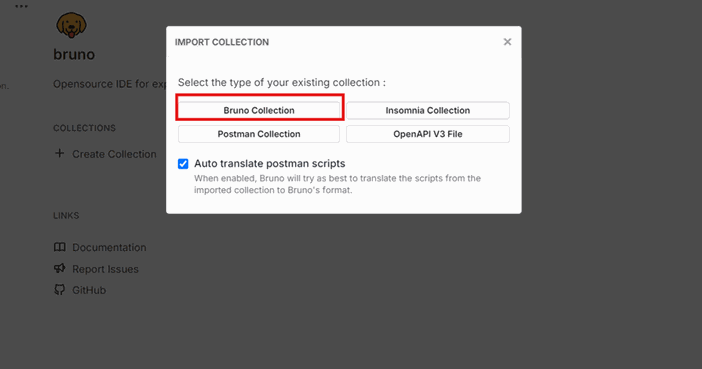 bruno
Opensource IDE for exp
on..
COLLECTIONS
+ Create Collection
LINKS
Documentation
Report Issues
GitHub
IMPORT COLLECTION
Select the type of your existing collection :
Bruno Collection
Insomnia Collection
Postman Collection
OpenAPI V3 File
Auto translate postman scripts
When enabled, Bruno will try as best to translate the scripts from the
imported collection to Bruno's format.